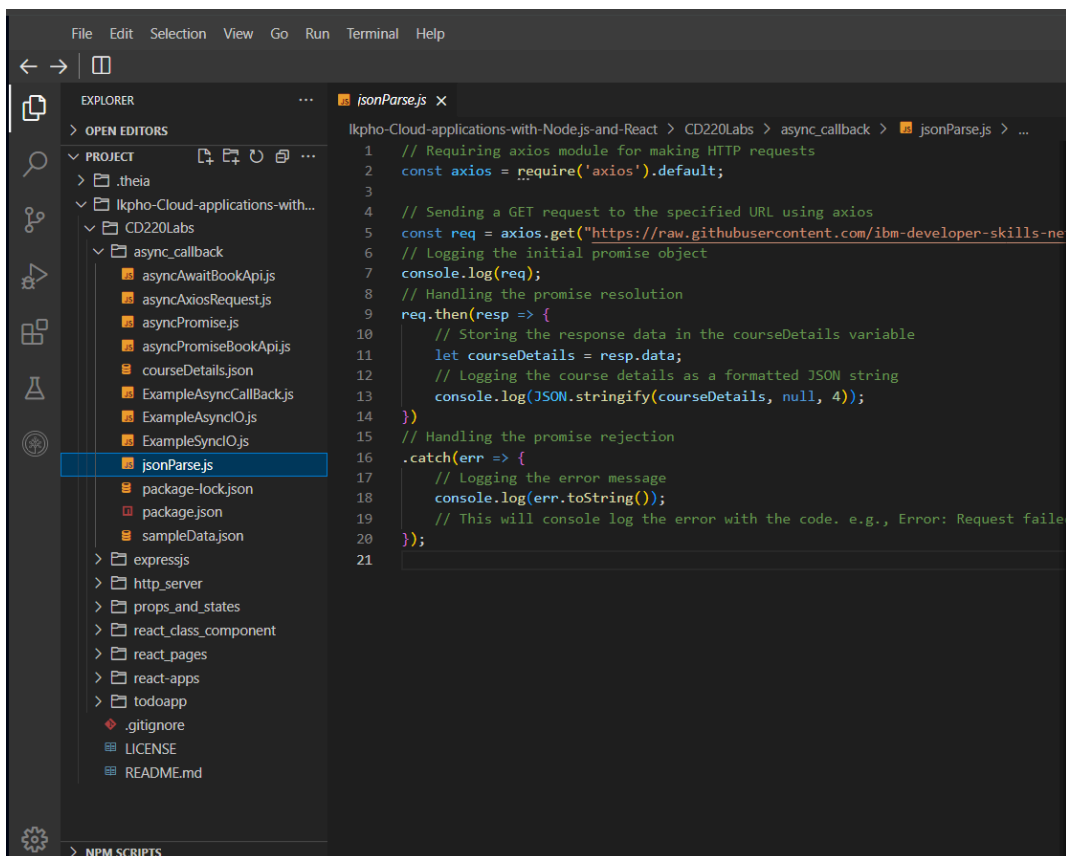 File Edit Selection View Go Run Terminal Help
EXPLORER
OPEN EDITORS
PROJECT
.theia
lkpho-Cloud-applications-with...
CD220Labs
async_callback
asyncAwaitBookApi.js
asyncAxiosRequest.js
asyncPromise.js
asyncPromiseBookApi.js
courseDetails.json
ExampleAsyncCallBack.js
ExampleAsyncIO.js
ExampleSyncIO.js
jsonParse.js
package-lock.json
package.json
sampleData.json
expressjs
http_server
props_and_states
react_class_component
react_pages
react-apps
todoapp
.gitignore
LICENSE
README.md
NPM SCRIPTS
JS jsonParse.js
lkpho-Cloud-applications-with-Node.js-and-React > CD220Labs > async_callback > JS jsonParse.js > ...
1 // Requiring axios module for making HTTP requests
2 const axios = require('axios').default;
3
4 // Sending a GET request to the specified URL using axios
5 const req = axios.get("https://raw.githubusercontent.com/ibm-developer-skills-ne
6 // Logging the initial promise object
7 console.log(req);
8 // Handling the promise resolution
9 req.then(resp => {
10 // Storing the response data in the courseDetails variable
11 let courseDetails = resp.data;
12 // Logging the course details as a formatted JSON string
13 console.log(JSON.stringify(courseDetails, null, 4));
14 })
15 // Handling the promise rejection
16 .catch(err => {
17 // Logging the error message
18 console.log(err.toString());
19 // This will console log the error with the code. e.g., Error: Request faile
20 });
21